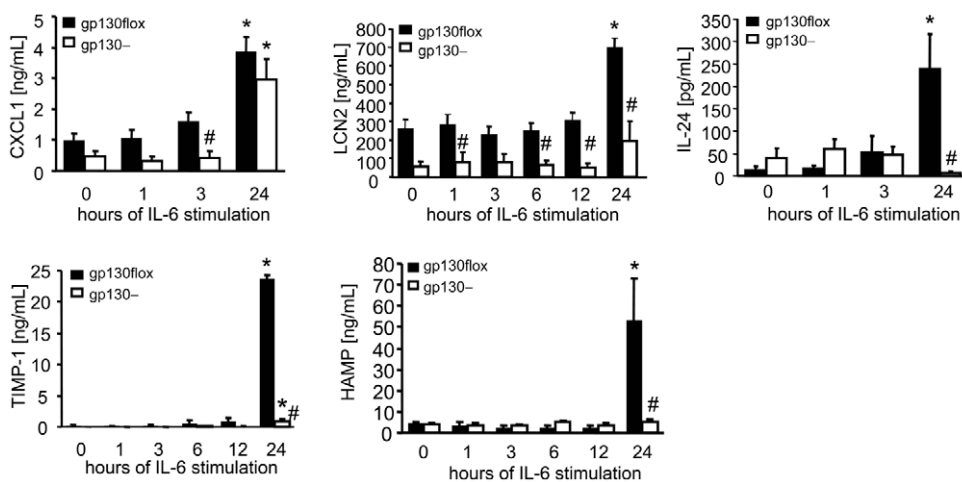 gp130flox
gp130–
CXCL1 [ng/mL]
5
4
3
2
1
0
*
*
#
0 1 3 24
hours of IL-6 stimulation
gp130flox
gp130–
LCN2 [ng/mL]
800
700
600
500
400
300
200
100
0
*
#
#
#
#
0 1 3 6 12 24
hours of IL-6 stimulation
gp130flox
gp130–
IL-24 [pg/mL]
350
300
250
200
150
100
50
0
*
#
0 1 3 24
hours of IL-6 stimulation
gp130flox
gp130–
TIMP-1 [ng/mL]
25
20
15
10
5
0
*
*#
0 1 3 6 12 24
hours of IL-6 stimulation
gp130flox
gp130–
HAMP [ng/mL]
80
70
60
50
40
30
20
10
0
*
#
0 1 3 6 12 24
hours of IL-6 stimulation